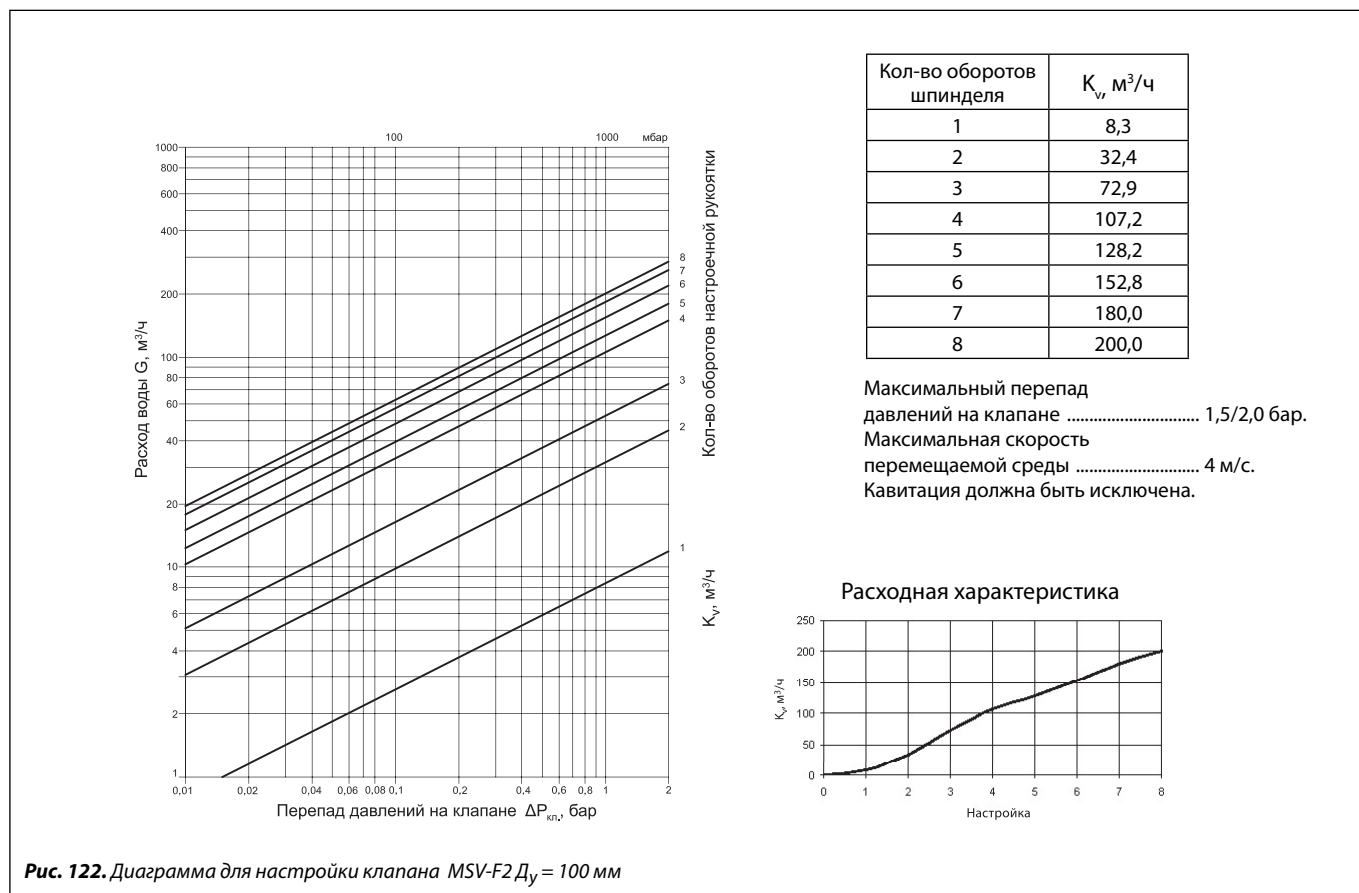 100 1000 мбар
1000
800
600
400
200
100
80
60
40
20
10
8
6
4
2
1
Расход воды G, м³/ч
8
7
6
5
4
3
2
1
Кол-во оборотов настроечной рукоятки
Kv, м³/ч
0,01 0,02 0,04 0,06 0,08 0,1 0,2 0,4 0,6 0,8 1 2
Перепад давлений на клапане ΔPкл., бар
Кол-во оборотов
шпинделя
Kv, м³/ч
1 8,3
2 32,4
3 72,9
4 107,2
5 128,2
6 152,8
7 180,0
8 200,0
Максимальный перепад
давлений на клапане ............................ 1,5/2,0 бар.
Максимальная скорость
перемещаемой среды ........................... 4 м/с.
Кавитация должна быть исключена.
Расходная характеристика
250
200
150
100
50
0
Kv, м³/ч
0 1 2 3 4 5 6 7 8
Настройка
Рис. 122. Диаграмма для настройки клапана MSV-F2 Ду = 100 мм